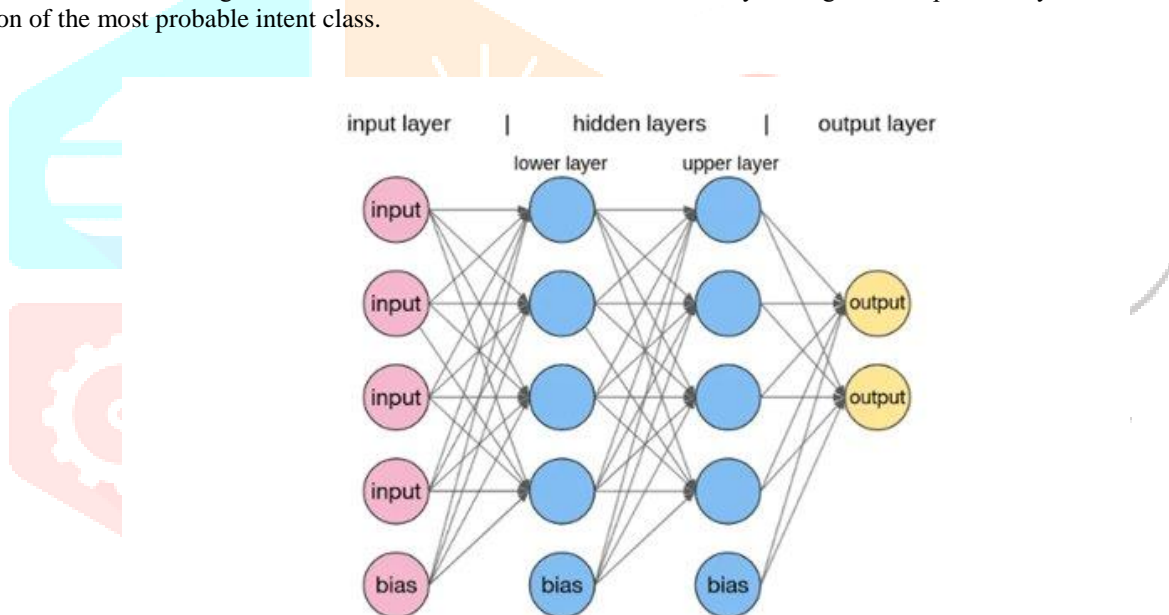 on of the most probable intent class.
input layer | hidden layers | output layer
lower layer upper layer
input
input output
input output
input
bias bias bias